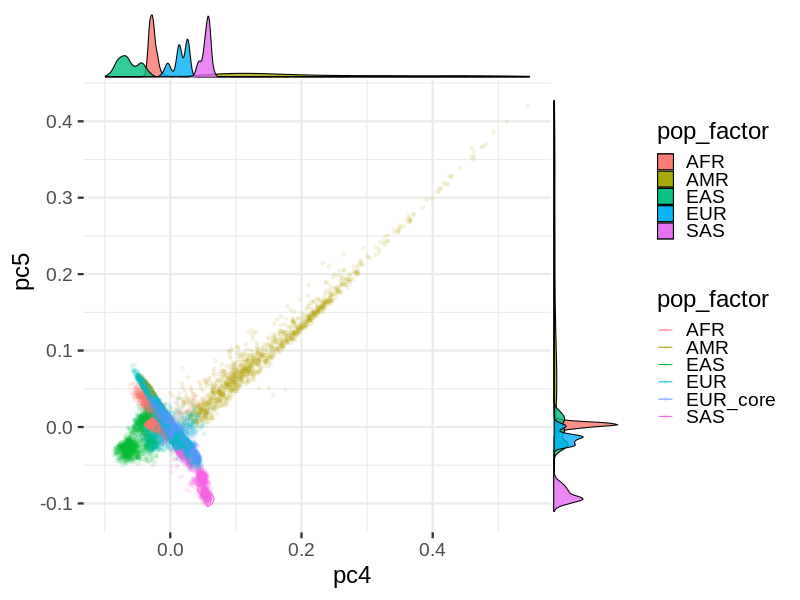 pop_factor
AFR
AMR
EAS
EUR
SAS
pop_factor
AFR
AMR
EAS
EUR
EUR_core
SAS
0.4
0.3
0.2
0.1
0.0
-0.1
pc5
0.0
0.2
0.4
pc4